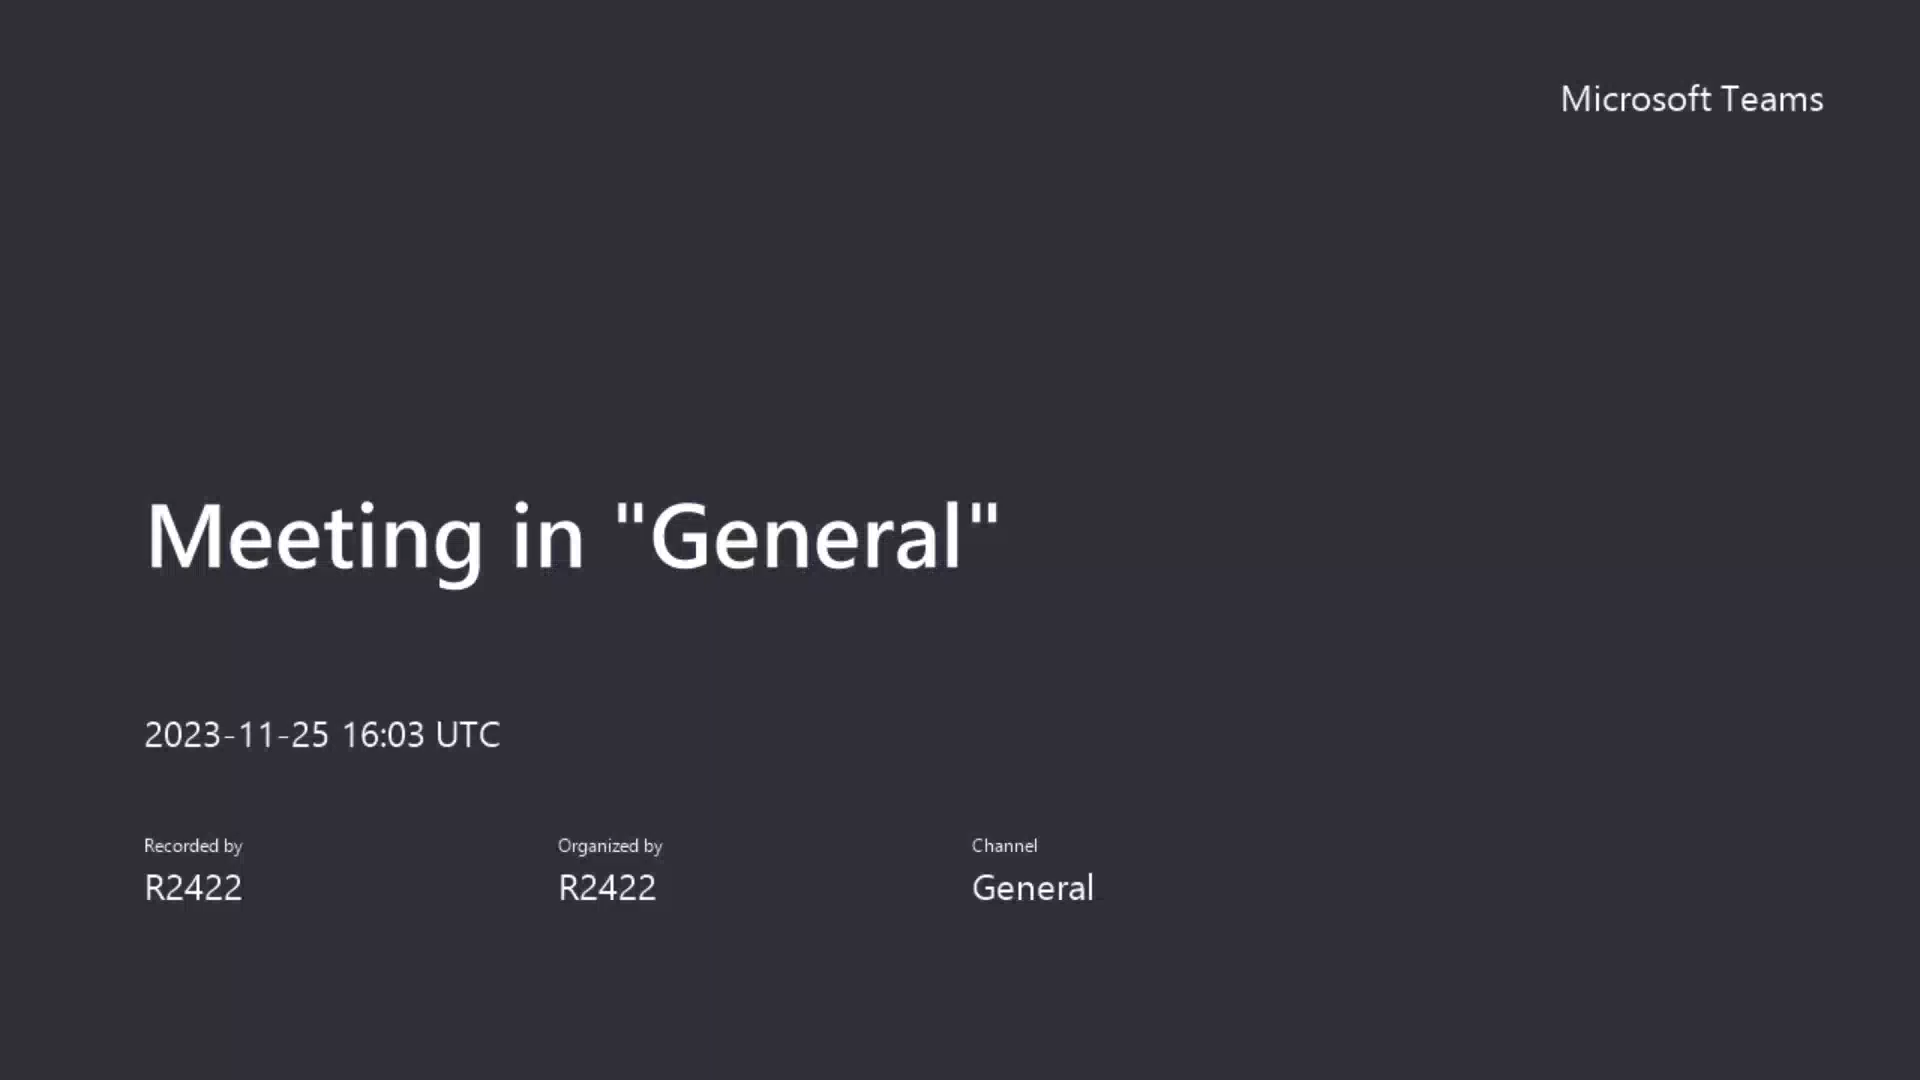 Microsoft Teams
Meeting in "General"
2023-11-25 16:03 UTC
Recorded by
R2422
Organized by
R2422
Channel
General